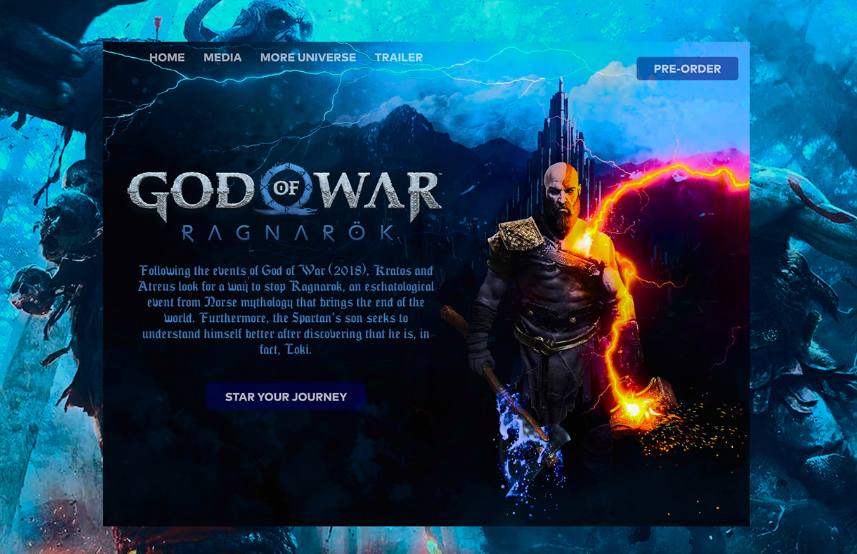 HOME MEDIA MORE UNIVERSE TRAILER
PRE-ORDER
GOD OF WAR
RAGNARÖK
Following the events of God of War (2018), Kratos and
Atreus look for a way to stop Ragnarok, an eschatological
event from Norse mythology that brings the end of the
world. Furthermore, the Spartan's son seeks to
understand himself better after discovering that he is, in
fact, Loki.
STAR YOUR JOURNEY